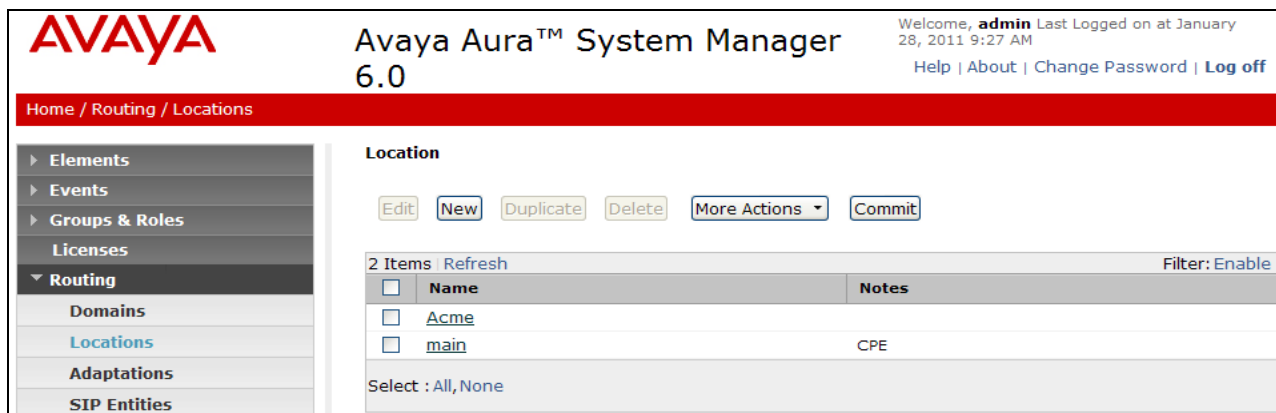 AVAYA
Avaya Aura™ System Manager
6.0
Welcome, admin Last Logged on at January
28, 2011 9:27 AM
Help | About | Change Password | Log off
Home / Routing / Locations
Elements
Events
Groups & Roles
Licenses
Routing
Domains
Locations
Adaptations
SIP Entities
Location
Edit New Duplicate Delete More Actions Commit
2 Items | Refresh Filter: Enable
Name Notes
Acme
main CPE
Select : All, None